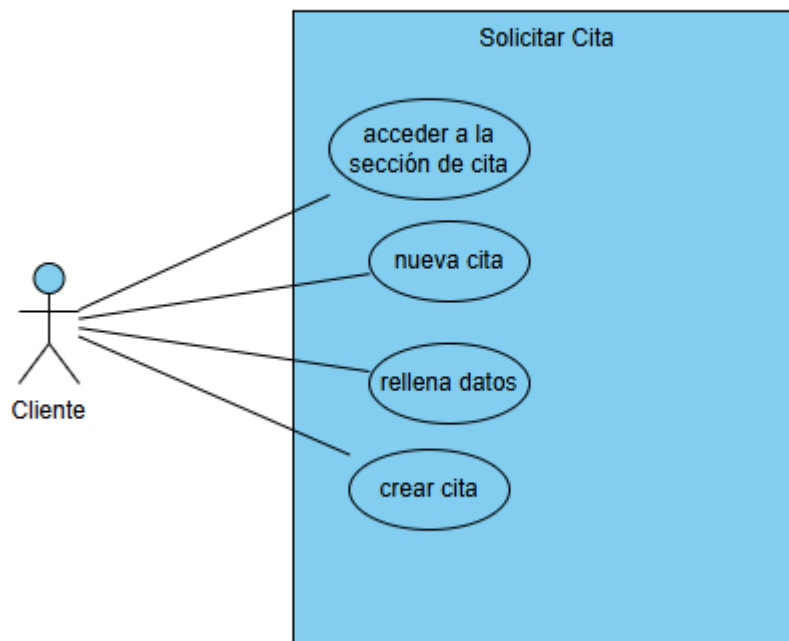 Solicitar Cita
acceder a la
sección de cita
nueva cita
rellena datos
Cliente
crear cita